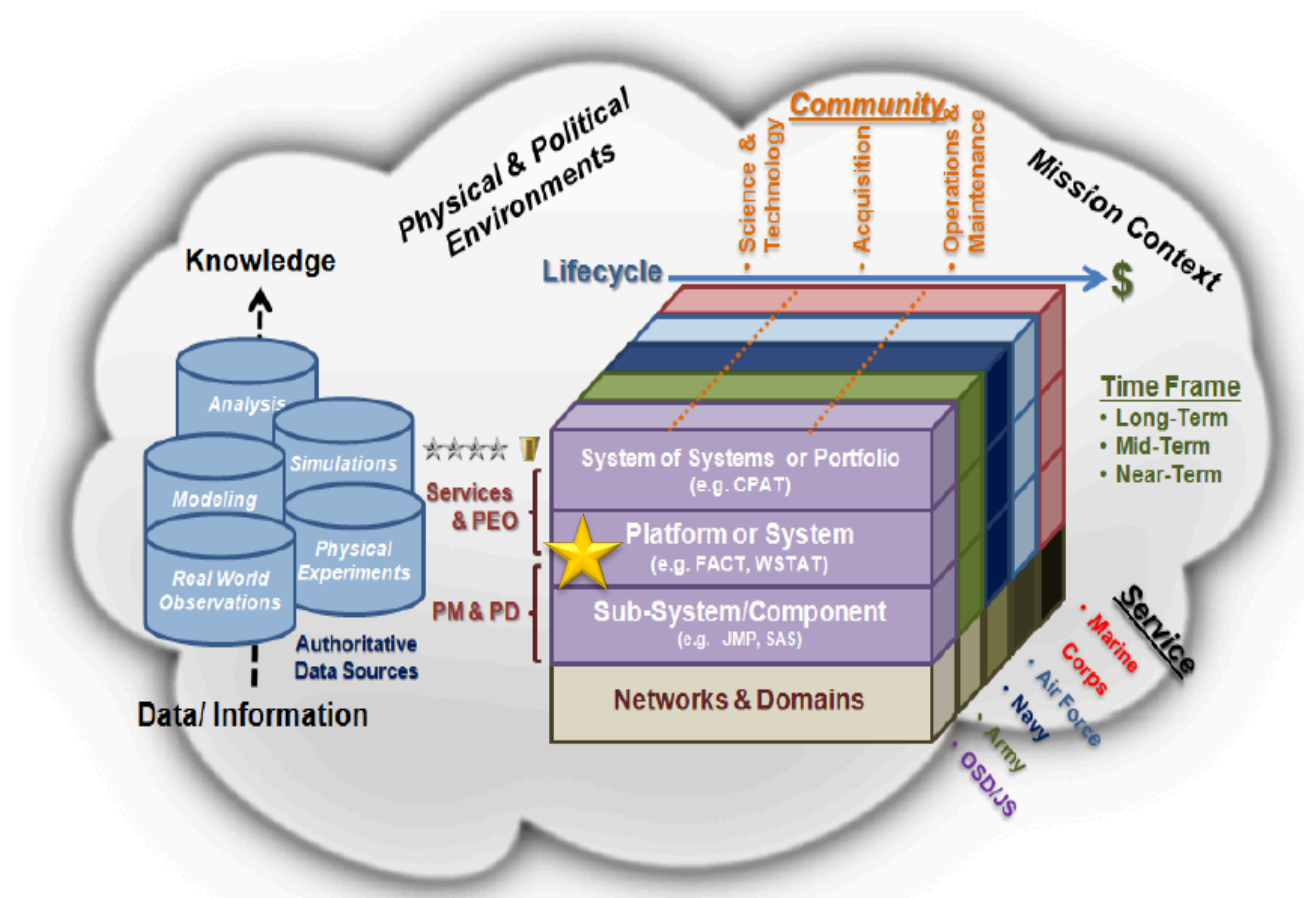 Physical & Political
Environments
Community
• Science &
Technology
• Acquisition
• Operations &
Maintenance
Mission Context
Lifecycle
$
Knowledge
Analysis
Simulations
Modeling
Physical
Experiments
Real World
Observations
Authoritative
Data Sources
Data/ Information
Services
& PEO
PM & PD
System of Systems or Portfolio
(e.g. CPAT)
Platform or System
(e.g. FACT, WSTAT)
Sub-System/Component
(e.g. JMP, SAS)
Networks & Domains
Time Frame
• Long-Term
• Mid-Term
• Near-Term
Service
• Marine
Corps
• Air Force
• Navy
• Army
• OSD/JS